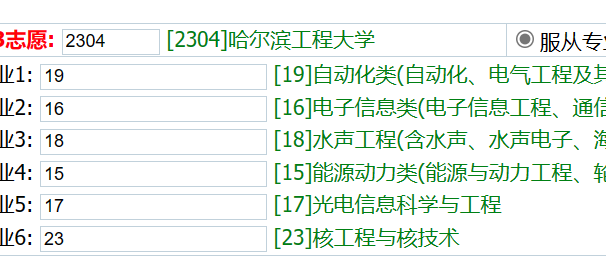 3志愿: 2304 [2304]哈尔滨工程大学 服从专业
业1: 19 [19]自动化类(自动化、电气工程及其
业2: 16 [16]电子信息类(电子信息工程、通信
业3: 18 [18]水声工程(含水声、水声电子、海
业4: 15 [15]能源动力类(能源与动力工程、轮
业5: 17 [17]光电信息科学与工程
业6: 23 [23]核工程与核技术